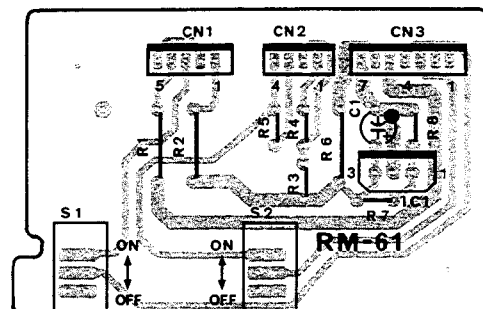 CN1 CN2 CN3
5 1 4 1 7 4 1
C1
R1 R2 R5 R4 R6 R8
R3 3 1
R7 IC1
S1 S2
RM-61
ON ON
OFF OFF